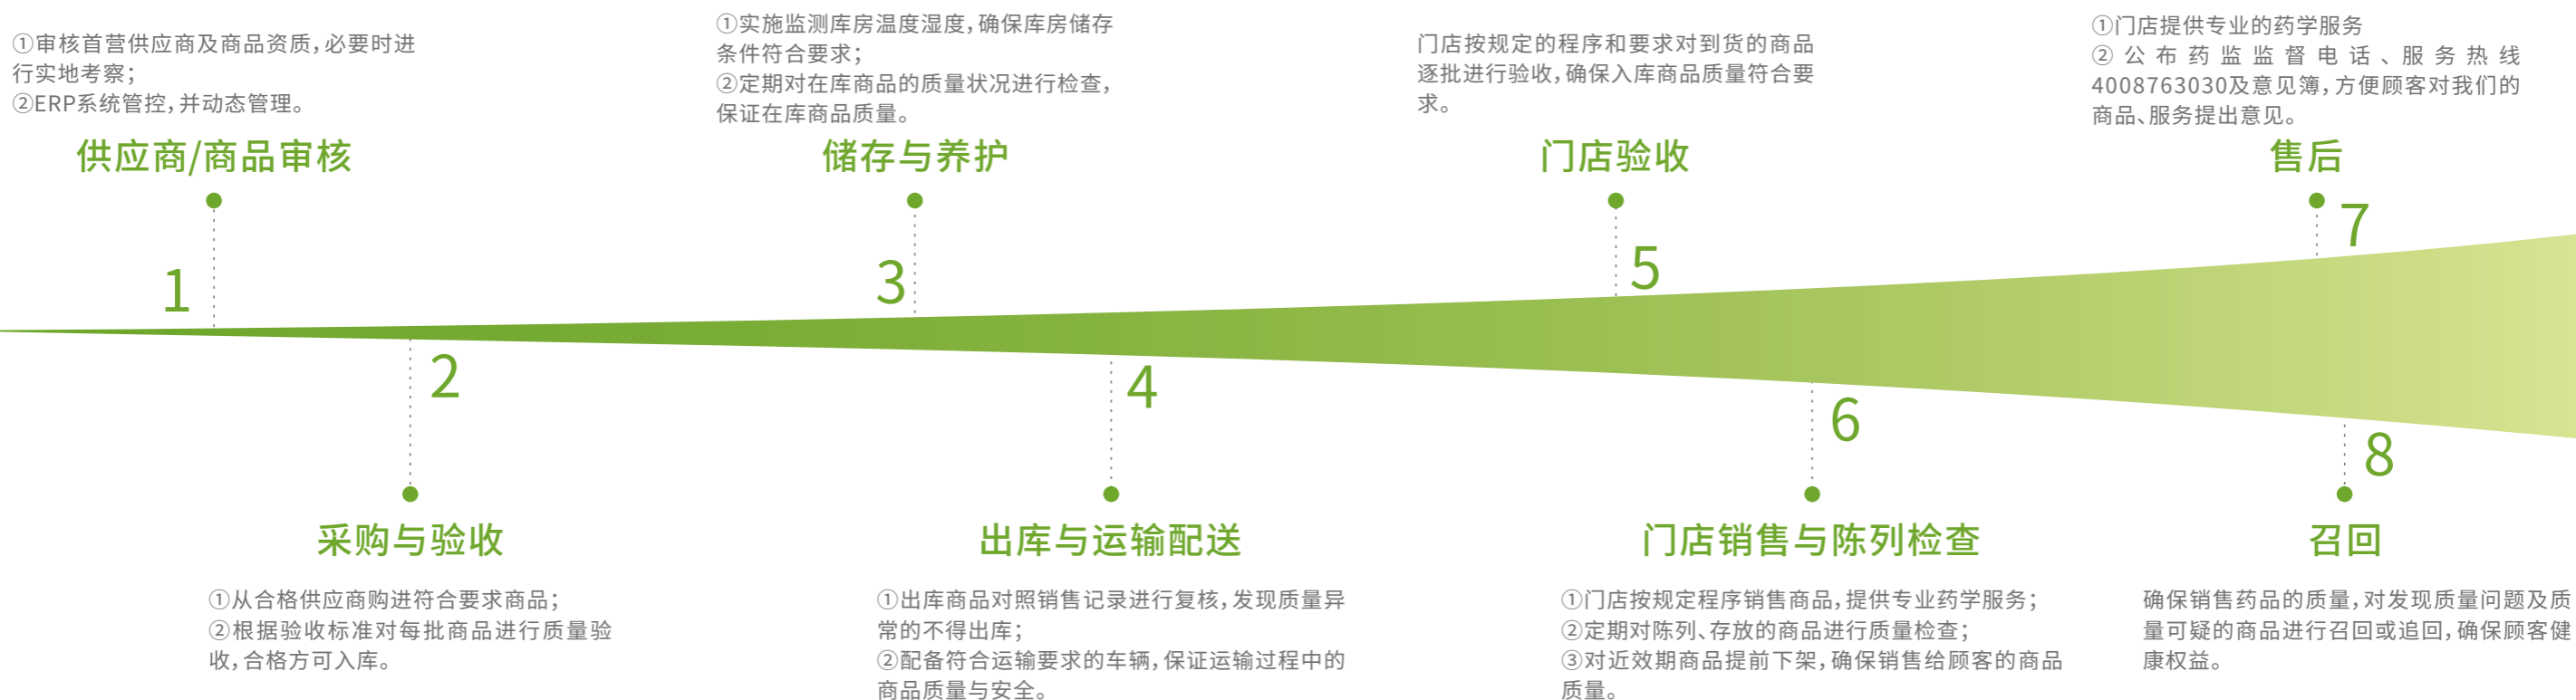 ①审核首营供应商及商品资质，必要时进
行实地考察；
②ERP系统管控，并动态管理。
供应商/商品审核
1
2
采购与验收
①从合格供应商购进符合要求商品；
②根据验收标准对每批商品进行质量验
收，合格方可入库。
①实施监测库房温度湿度，确保库房储存
条件符合要求；
②定期对在库商品的质量状况进行检查，
保证在库商品质量。
储存与养护
3
4
出库与运输配送
①出库商品对照销售记录进行复核，发现质量异
常的不得出库；
②配备符合运输要求的车辆，保证运输过程中的
商品质量与安全。
门店按规定的程序和要求对到货的商品
逐批进行验收，确保入库商品质量符合要
求。
门店验收
5
6
门店销售与陈列检查
①门店按规定程序销售商品，提供专业药学服务；
②定期对陈列、存放的商品进行质量检查；
③对近效期商品提前下架，确保销售给顾客的商品
质量。
①门店提供专业的药学服务
②公布药监监督电话、服务热线
4008763030及意见簿，方便顾客对我们的
商品、服务提出意见。
售后
7
8
召回
确保销售药品的质量，对发现质量问题及质
量可疑的商品进行召回或追回，确保顾客健
康权益。